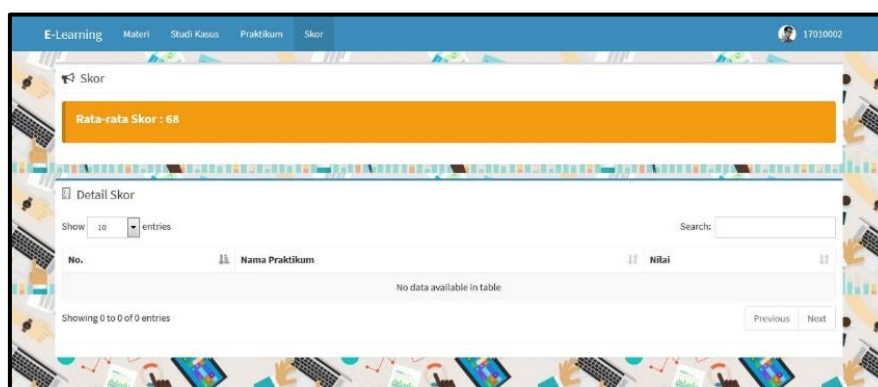 E-Learning Materi Studi Kasus Praktikum Skor 17010002
Skor
Rata-rata Skor : 68
Detail Skor
Show 10 entries Search:
No. Nama Praktikum Nilai
No data available in table
Showing 0 to 0 of 0 entries Previous Next